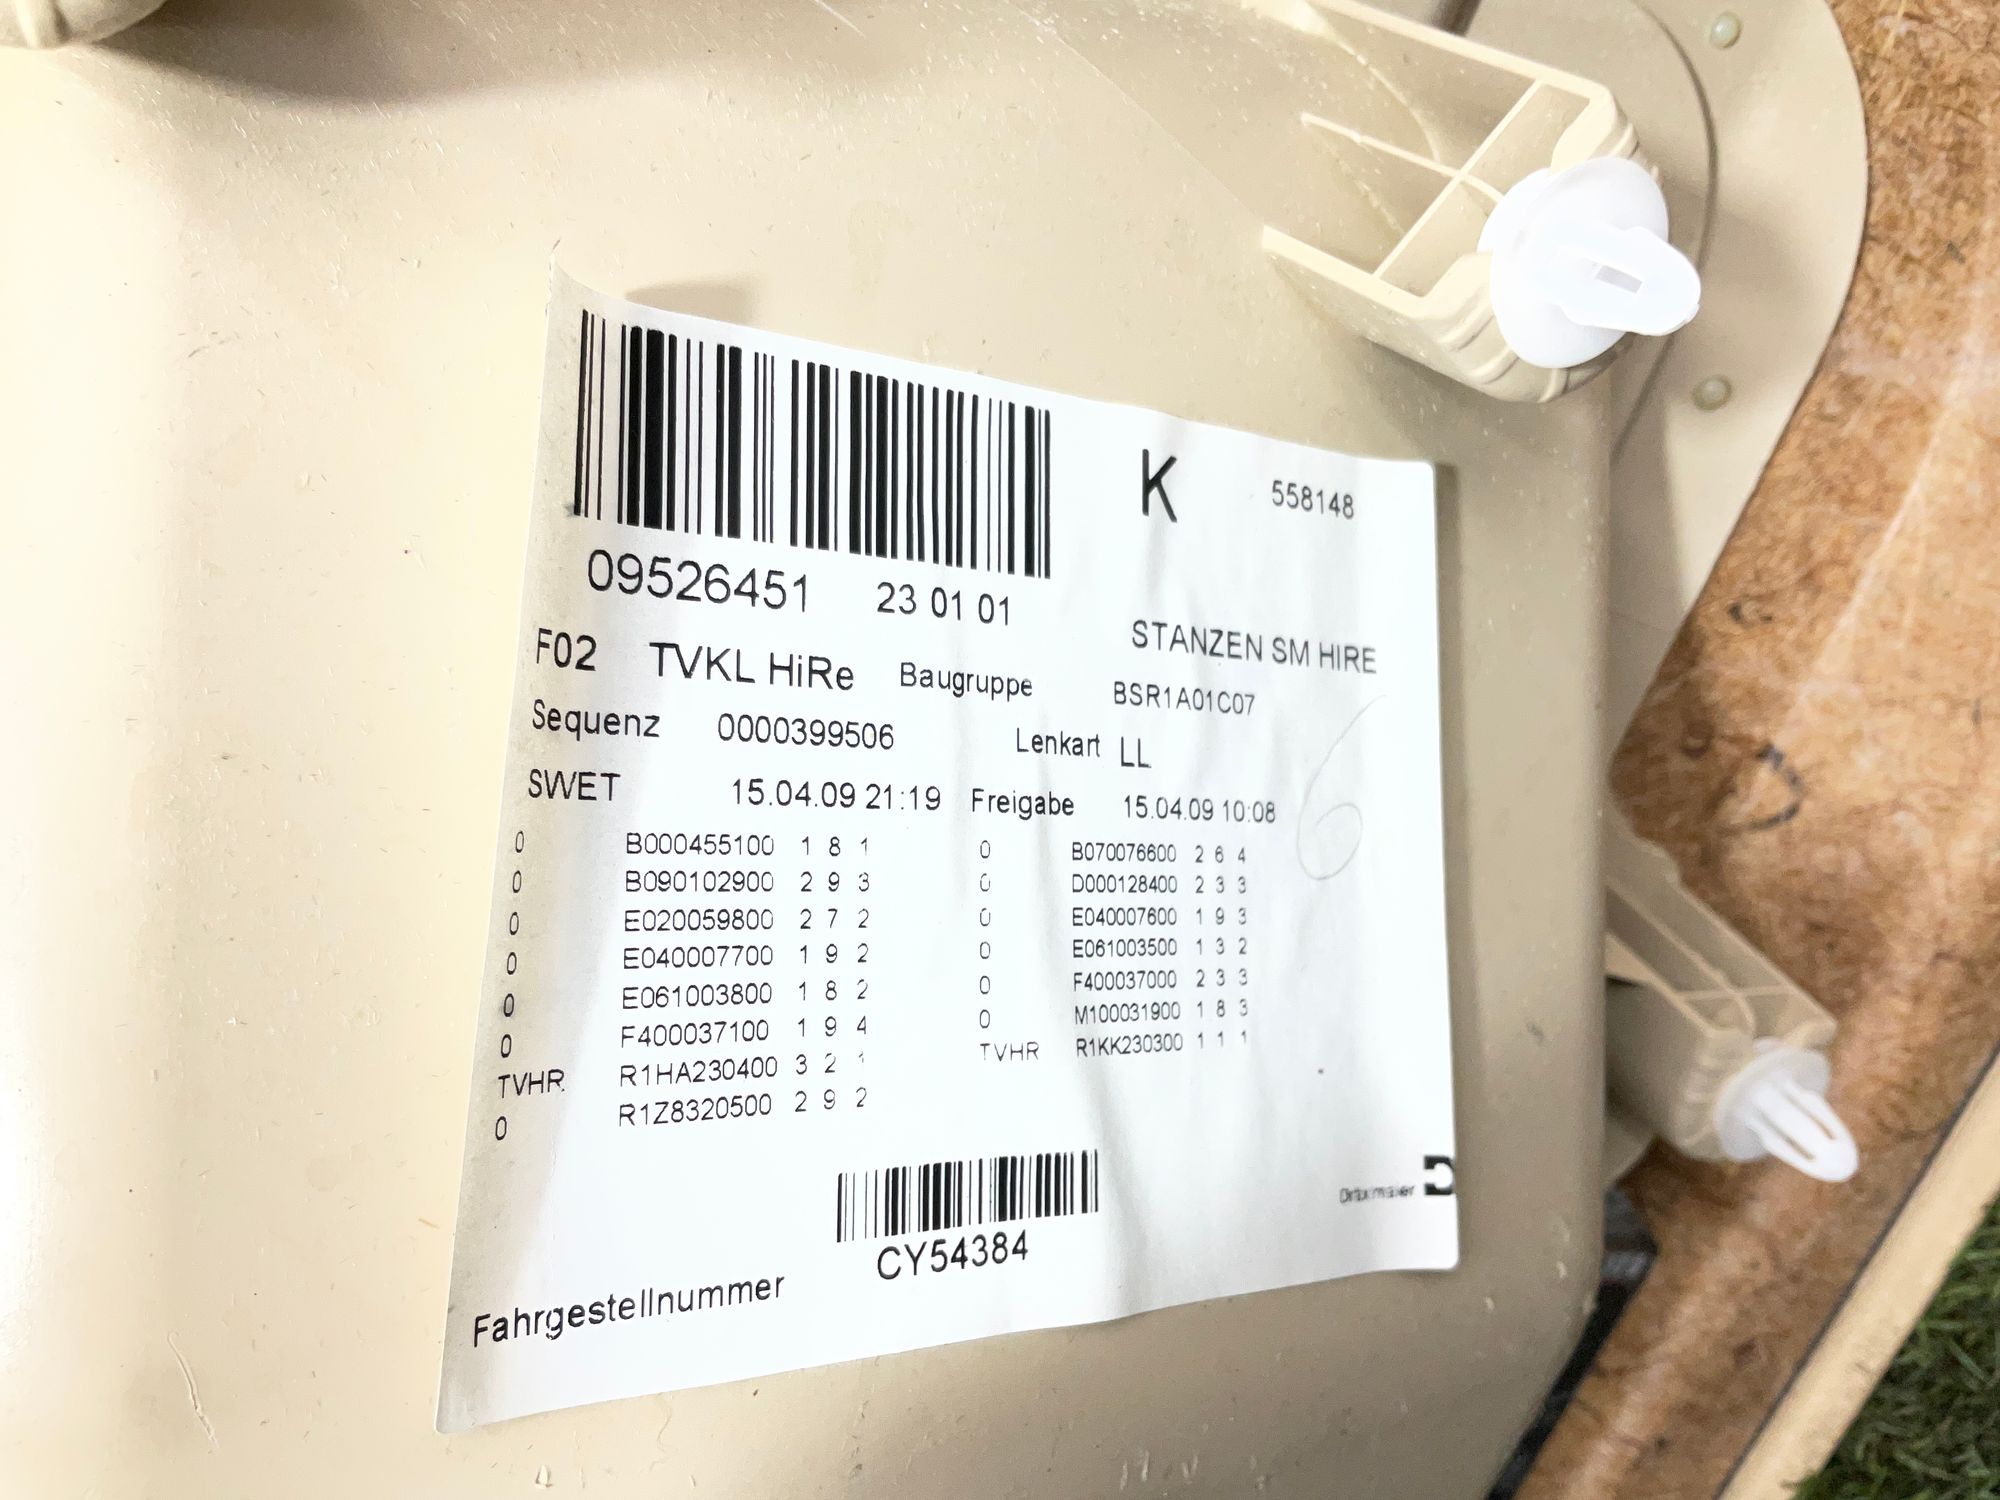 K 558148
09526451 23 01 01
STANZEN SM HIRE
F02 TVKL HiRe Baugruppe BSR1A01C07
Sequenz 0000399506 Lenkart LL
SWET 15.04.09 21:19 Freigabe 15.04.09 10:08
6
0 B000455100 1 8 1 0 B070076600 2 6 4
0 B090102900 2 9 3 0 D000128400 2 3 3
0 E020059800 2 7 2 0 E040007600 1 9 3
0 E040007700 1 9 2 0 E061003500 1 3 2
0 E061003800 1 8 2 0 F400037000 2 3 3
0 F400037100 1 9 4 0 M100031900 1 8 3
TVHR R1HA230400 3 2 1 TVHR R1KK230300 1 1 1
0 R1Z8320500 2 9 2
CY54384
Fahrgestellnummer